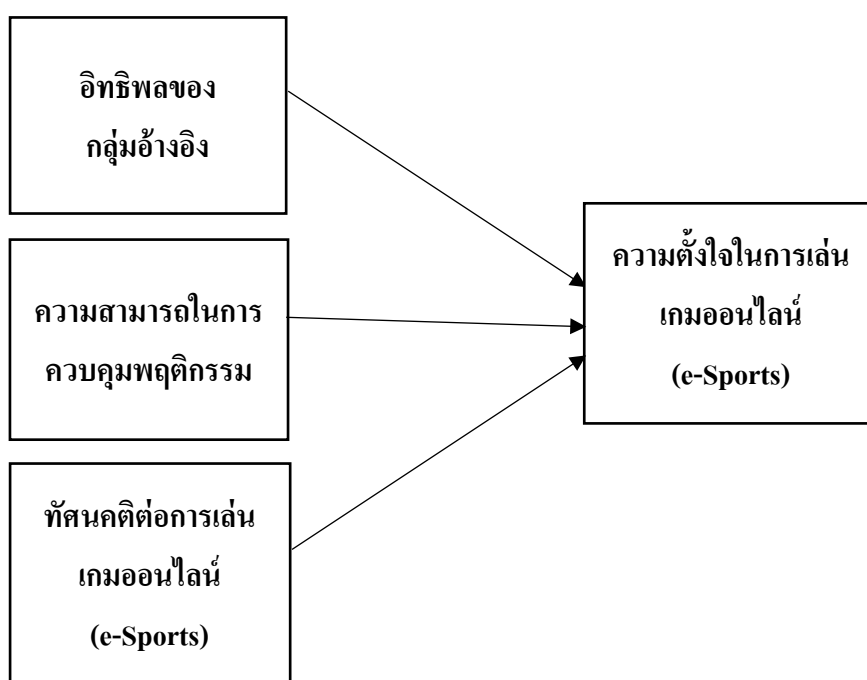 อิทธิพลของ
กลุ่มอ้างอิง
ความสามารถในการ
ควบคุมพฤติกรรม
ทัศนคติต่อการเล่น
เกมออนไลน์
(e-Sports)
ความตั้งใจในการเล่น
เกมออนไลน์
(e-Sports)